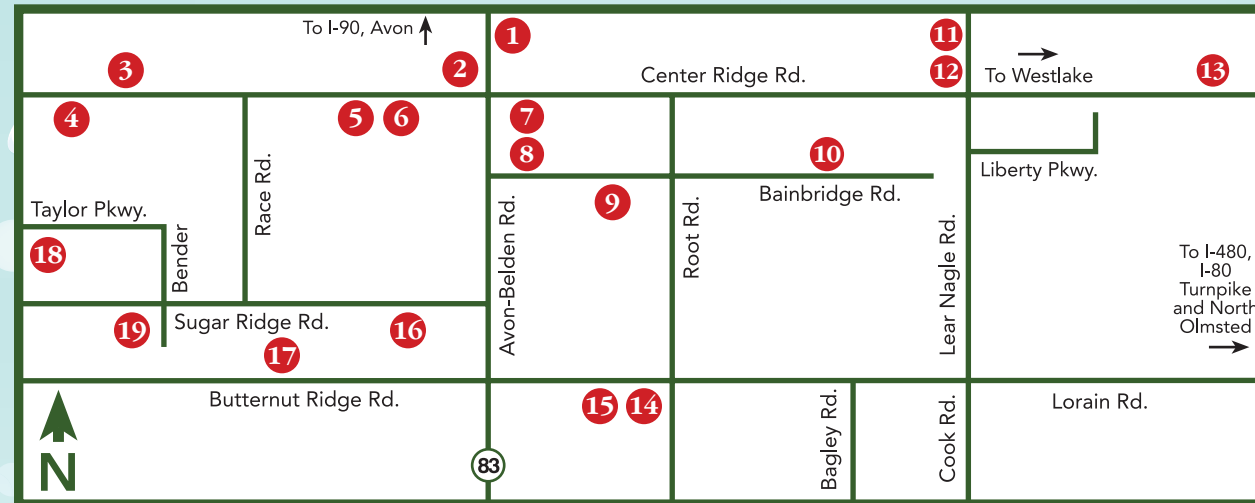 To I-90, Avon
1
11
2
3
12
13
Center Ridge Rd.
To Westlake
4
5
6
7
8
10
Liberty Pkwy.
Bainbridge Rd.
9
Race Rd.
Taylor Pkwy.
18
Bender
Avon-Belden Rd.
Root Rd.
Lear Nagle Rd.
To I-480,
I-80
Turnpike
and North
Olmsted
19
Sugar Ridge Rd.
16
17
Butternut Ridge Rd.
15
14
Lorain Rd.
Bagley Rd.
Cook Rd.
N
83